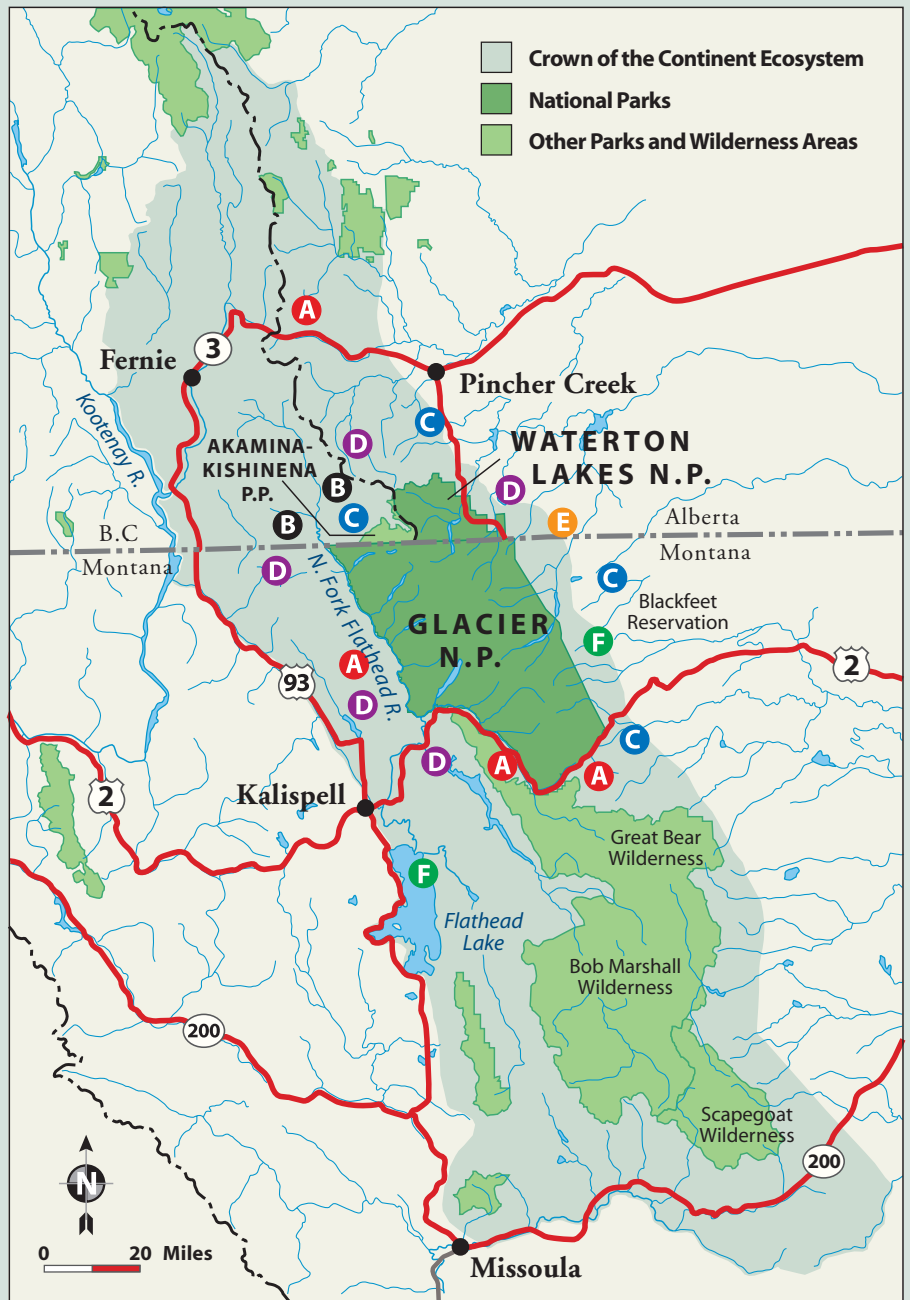 Crown of the Continent Ecosystem
National Parks
Other Parks and Wilderness Areas
A
3
Fernie
Pincher Creek
Kootenay R.
C
D
AKAMINA-
KISHINENA
P.P.
WATERTON
LAKES N.P.
B
D
C
B
E
B.C
Alberta
Montana
Montana
D
C
N. Fork Flathead R.
Blackfeet
Reservation
GLACIER
N.P.
F
A
2
93
D
C
D
A
A
2
Kalispell
Great Bear
Wilderness
F
Flathead
Lake
Bob Marshall
Wilderness
200
Scapegoat
Wilderness
200
N
0 20 Miles
Missoula